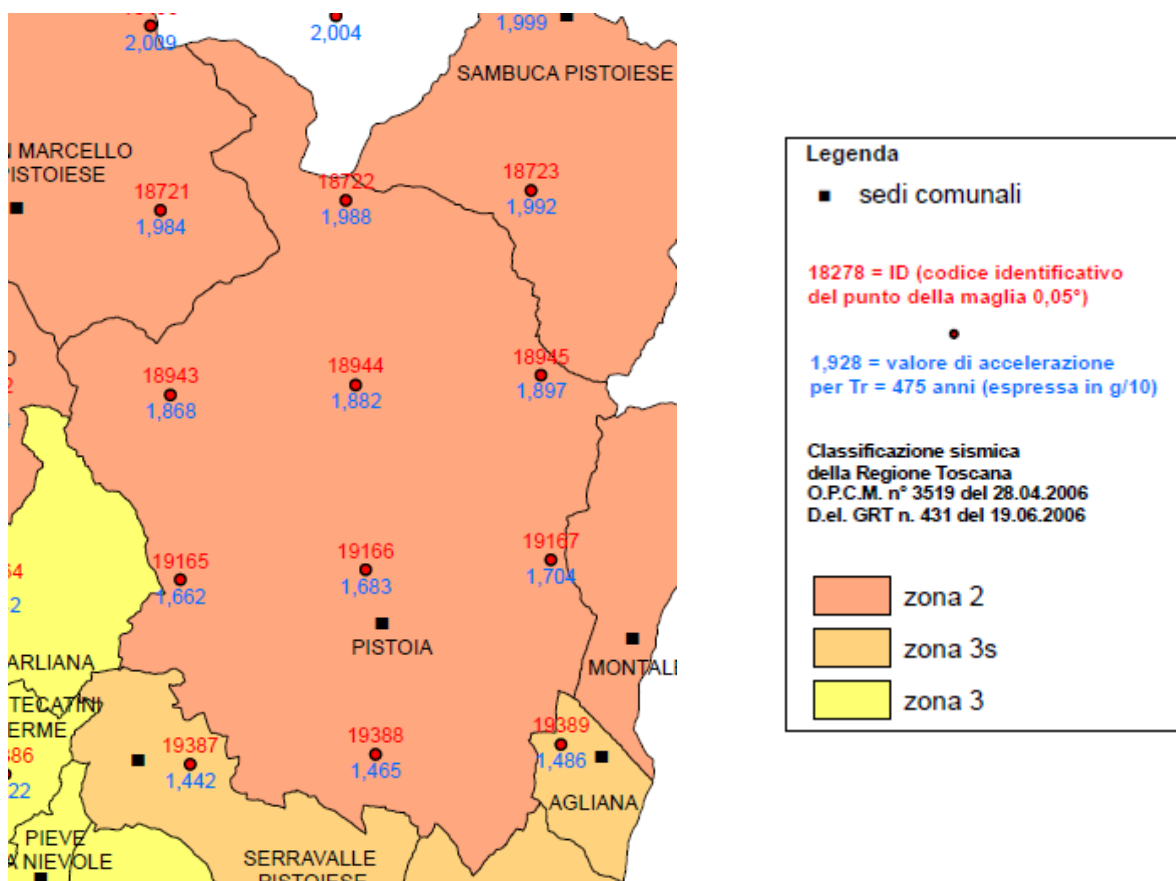 2,009
2,004
1,999
SAMBUCA PISTOIESE
N MARCELLO
PISTOIESE
18721
1,984
18722
1,988
18723
1,992
18943
1,868
18944
1,882
18945
1,897
19165
1,662
19166
1,683
19167
1,704
PISTOIA
MONTALE
ARLIANA
TECATINI
ERME
386
22
19387
1,442
19388
1,465
19389
1,486
AGLIANA
PIEVE
A NIEVOLE
SERRAVALLE
PISTOIESE
Legenda
sedi comunali
18278 = ID (codice identificativo
del punto della maglia 0,05°)
1,928 = valore di accelerazione
per Tr = 475 anni (espressa in g/10)
Classificazione sismica
della Regione Toscana
O.P.C.M. n° 3519 del 28.04.2006
D.el. GRT n. 431 del 19.06.2006
zona 2
zona 3s
zona 3